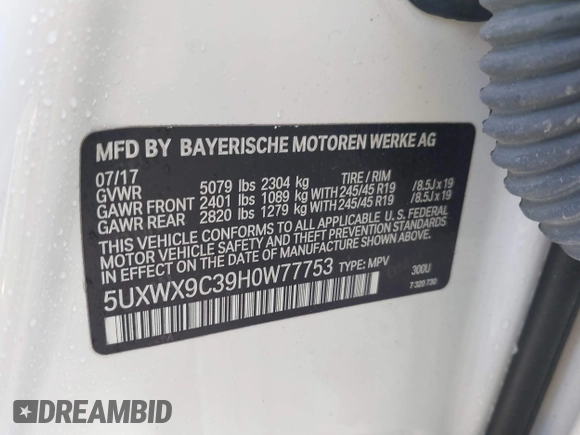 MFD BY BAYERISCHE MOTOREN WERKE AG
07/17 TIRE / RIM
GVWR 5079 lbs 2304 kg
GAWR FRONT 2401 lbs 1089 kg WITH 245/45 R19 /8.5J x 19
GAWR REAR 2820 lbs 1279 kg WITH 245/45 R19 /8.5J x 19
THIS VEHICLE CONFORMS TO ALL APPLICABLE U. S. FEDERAL
MOTOR VEHICLE SAFETY AND THEFT PREVENTION STANDARDS
IN EFFECT ON THE DATE OF MANUFACTURE SHOWN ABOVE.
5UXWX9C39H0W77753 TYPE: MPV 300U
7 320 730
DREAMBID